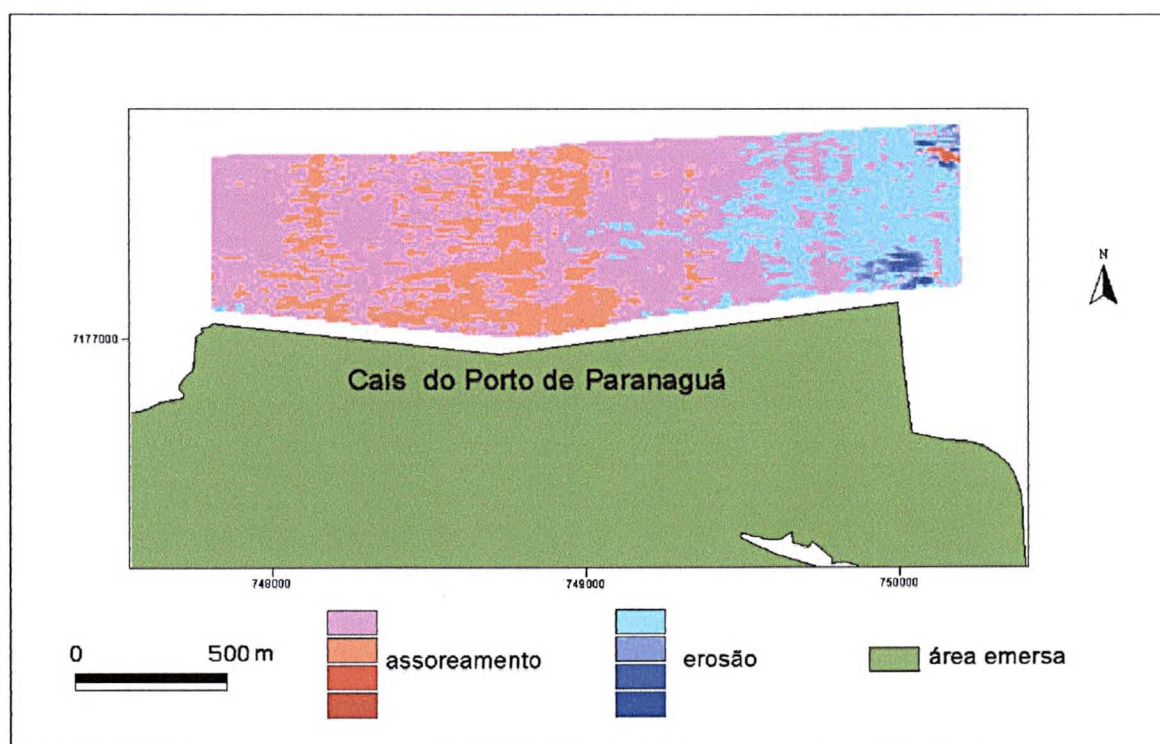 N
7177000
Cais do Porto de Paranaguá
748000 749000 750000
0 500 m
assoreamento
erosão
área emersa